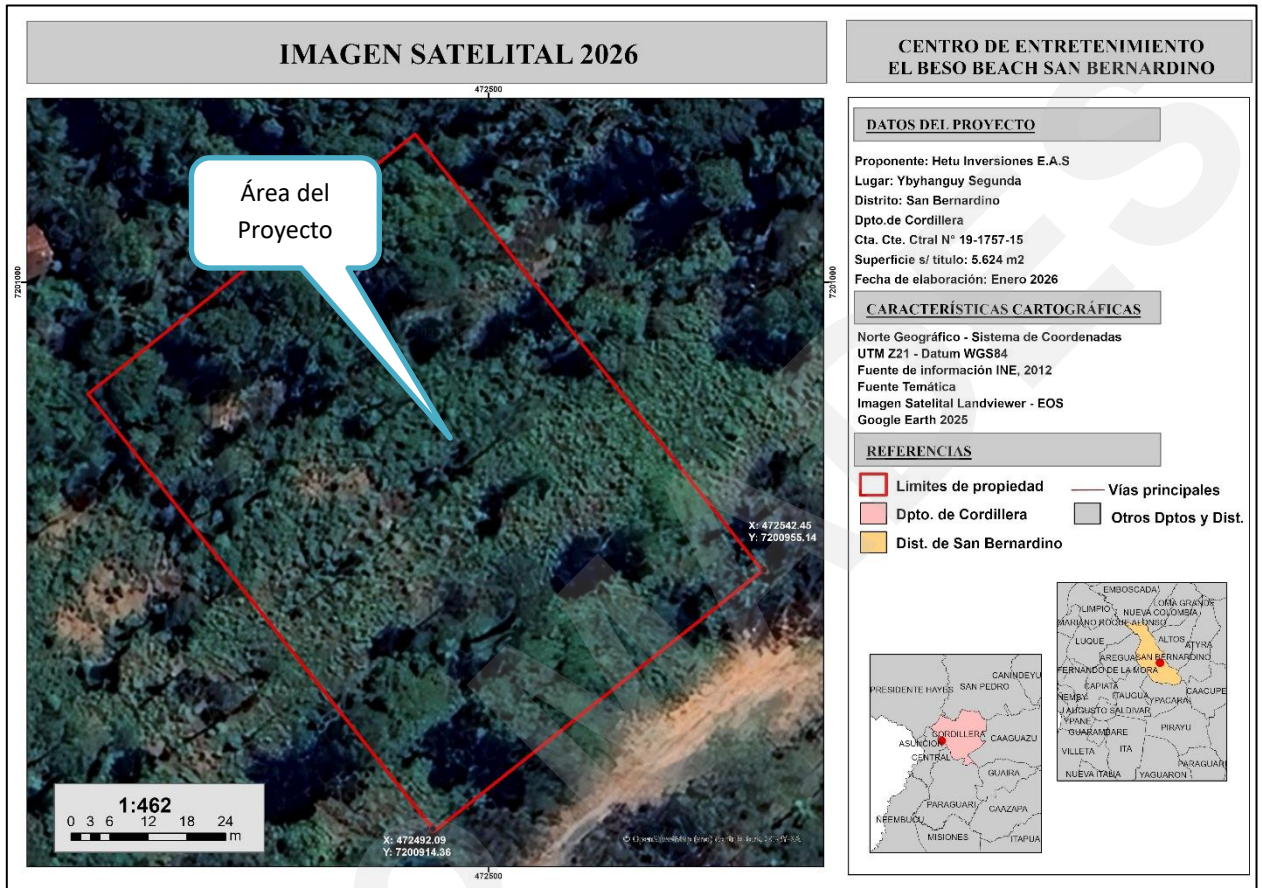 IMAGEN SATELITAL 2026
472500
Área del
Proyecto
7201000
7201000
X: 472542.45
Y: 7200955.14
1:462
0 3 6 12 18 24
m
X: 472492.09
Y: 7200914.36
472500
CENTRO DE ENTRETENIMIENTO
EL BESO BEACH SAN BERNARDINO
DATOS DEL PROYECTO
Proponente: Hetu Inversiones E.A.S
Lugar: Ybyhanguy Segunda
Distrito: San Bernardino
Dpto.de Cordillera
Cta. Cte. Ctral N° 19-1757-15
Superficie s/ titulo: 5.624 m2
Fecha de elaboración: Enero 2026
CARACTERÍSTICAS CARTOGRÁFICAS
Norte Geográfico - Sistema de Coordenadas
UTM Z21 - Datum WGS84
Fuente de información INE, 2012
Fuente Temática
Imagen Satelital Landviewer - EOS
Google Earth 2025
REFERENCIAS
Limites de propiedad
Vías principales
Dpto. de Cordillera
Otros Dptos y Dist.
Dist. de San Bernardino
EMBOSCADA
LOMA GRANDE
LIMPIO
NUEVA COLOMBIA
MARIANO ROQUE ALONSO
LUQUE
ALTOS
ATYRA
AREGUA
SAN BERNARDINO
FERNANDO DE LA MORA
CAPIATA
CAACUPE
ITAUGUA
YPACARAI
ÑEMBY
J AUGUSTO SALDIVAR
YPANE
PIRAYU
GUARAMBARE
VILLETA
ITA
PARAGUARI
NUEVA ITALIA
YAGUARON
CANINDEYU
PRESIDENTE HAYES
SAN PEDRO
CORDILLERA
ASUNCION
CAAGUAZU
CENTRAL
GUAIRA
PARAGUARI
CAAZAPA
ÑEEMBUCU
MISIONES
ITAPUA